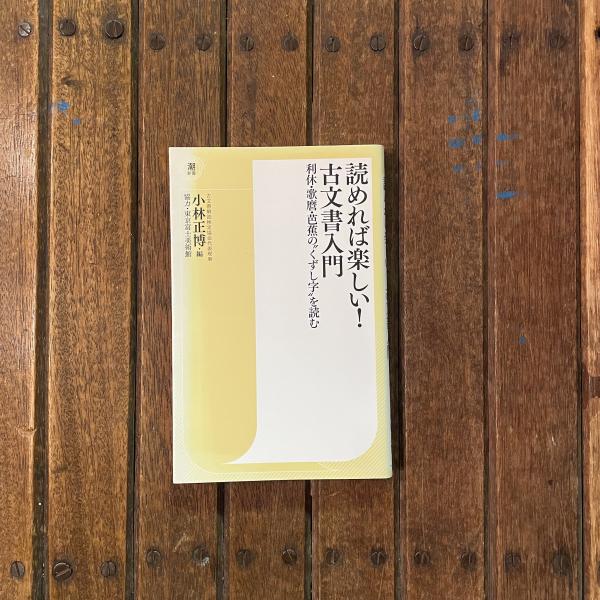 読めれば楽しい!
古文書入門
利休・歌麿・芭蕉の“くずし字”を読む
小林正博・編
協力・東京富士美術館
潮
新書